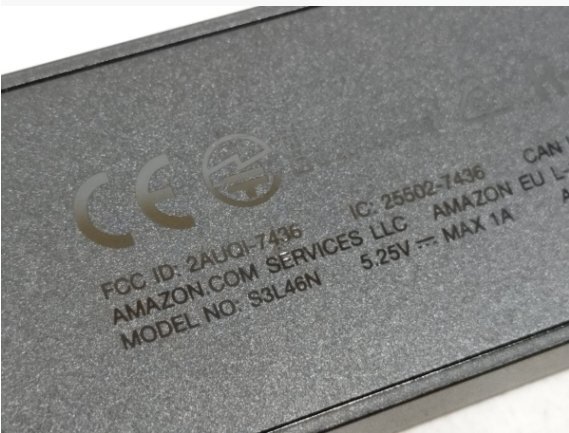 CE
FCC ID: 2AUQI-7436 IC: 25502-7436 CAN
AMAZON.COM SERVICES LLC AMAZON EU L-
MODEL NO: S3L46N 5.25V ⎓ MAX 1A